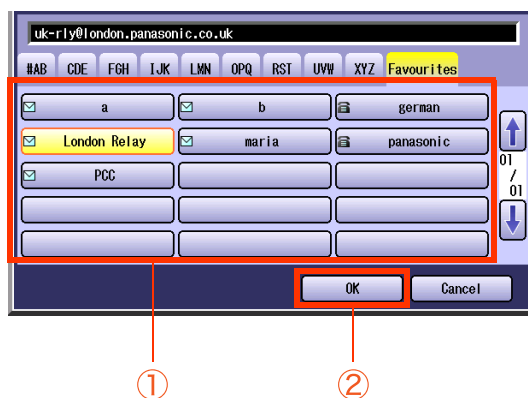 uk-rly@london.panasonic.co.uk
#AB CDE FGH IJK LMN OPQ RST UVW XYZ Favourites
a b german
London Relay maria panasonic
PCC
01
/
01
OK Cancel
① ②